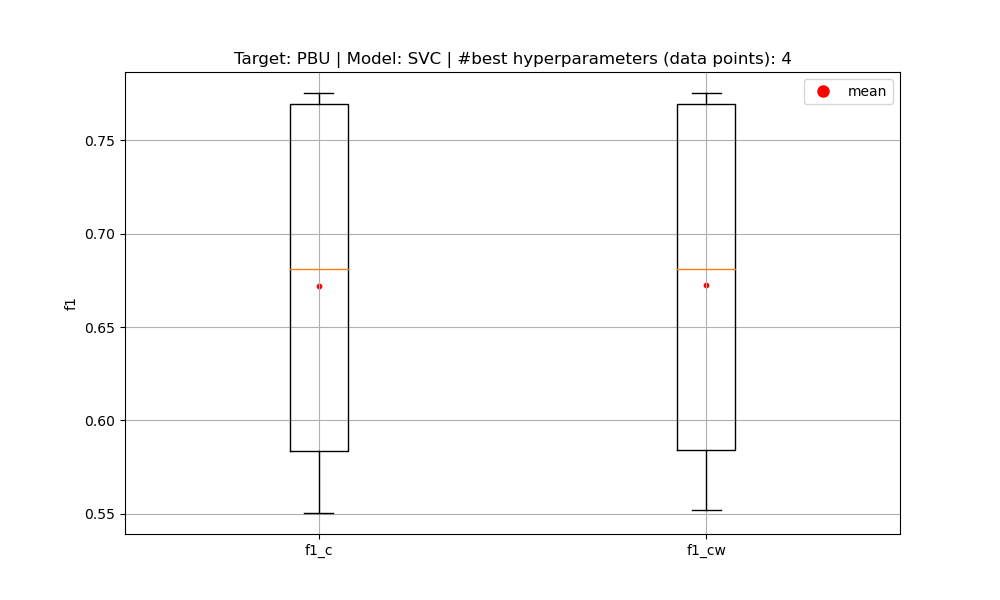 Target: PBU | Model: SVC | #best hyperparameters (data points): 4
mean
0.75
0.70
0.65
0.60
0.55
f1
f1_c
f1_cw